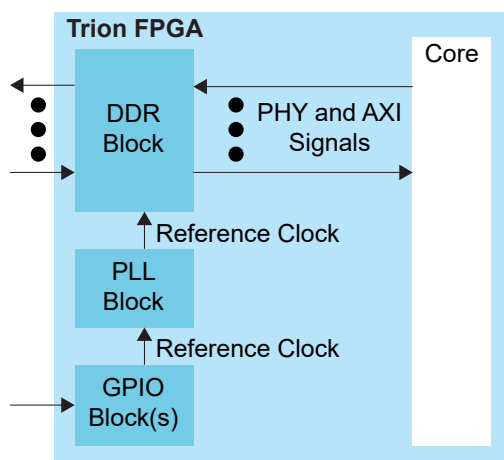 Trion FPGA
Core
DDR
Block
PHY and AXI
Signals
Reference Clock
PLL
Block
Reference Clock
GPIO
Block(s)